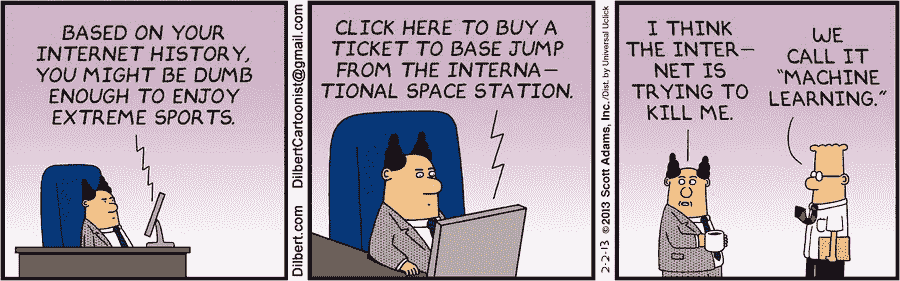 BASED ON YOUR
INTERNET HISTORY,
YOU MIGHT BE DUMB
ENOUGH TO ENJOY
EXTREME SPORTS.
Dilbert.com DilbertCartoonist@gmail.com
CLICK HERE TO BUY A
TICKET TO BASE JUMP
FROM THE INTERNA-
TIONAL SPACE STATION.
2-2-13 © 2013 Scott Adams, Inc. /Dist. by Universal Uclick
I THINK
THE INTER-
NET IS
TRYING TO
KILL ME.
WE
CALL IT
"MACHINE
LEARNING."